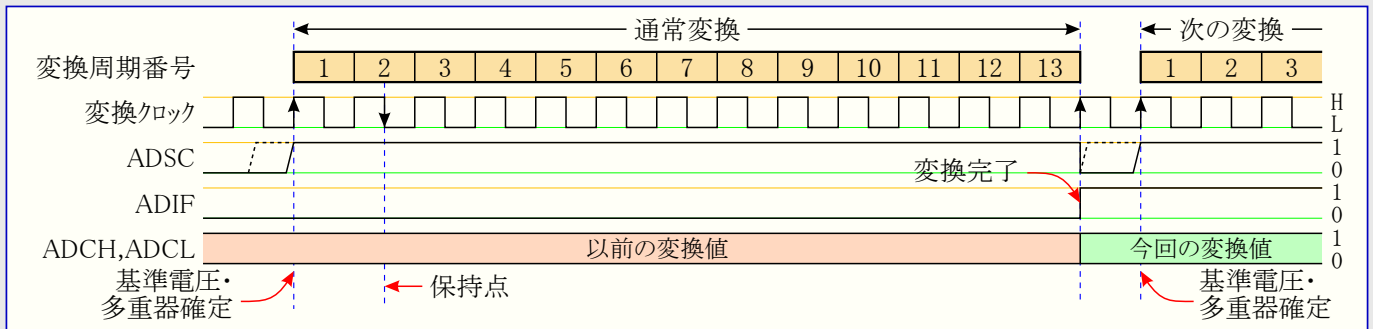 通常変換 次の変換
変換周期番号 1 2 3 4 5 6 7 8 9 10 11 12 13 1 2 3
変換ｸﾛｯｸ H L
ADSC 1 0
変換完了
ADIF 1 0
ADCH,ADCL 以前の変換値 今回の変換値 1 0
基準電圧・
多重器確定
保持点
基準電圧・
多重器確定